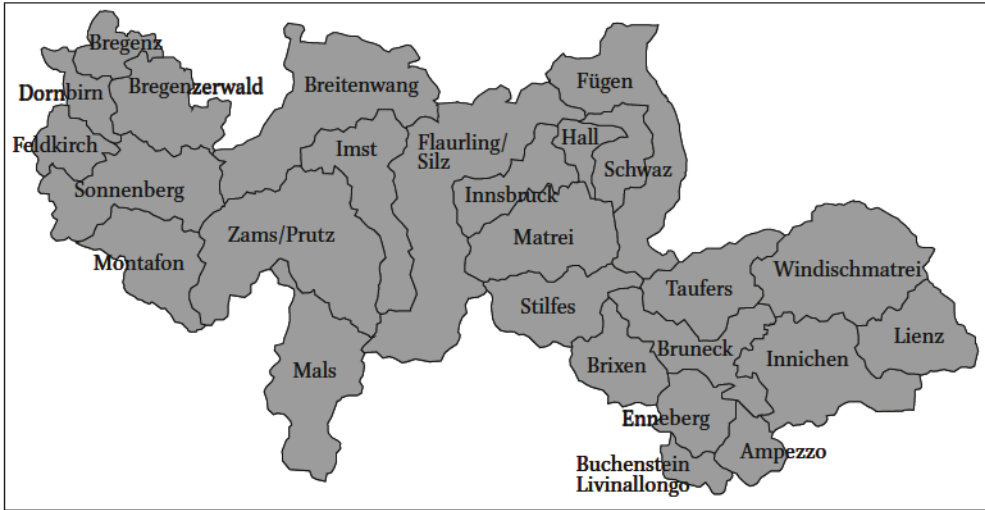 Bregenz
Dornbirn
Bregenzerwald
Breitenwang
Fügen
Feldkirch
Imst
Flaurling/
Silz
Hall
Schwaz
Sonnenberg
Innsbruck
Zams/Prutz
Matrei
Montafon
Windischmatrei
Taufers
Stilfes
Lienz
Bruneck
Innichen
Brixen
Mals
Enneberg
Ampezzo
Buchenstein
Livinallongo